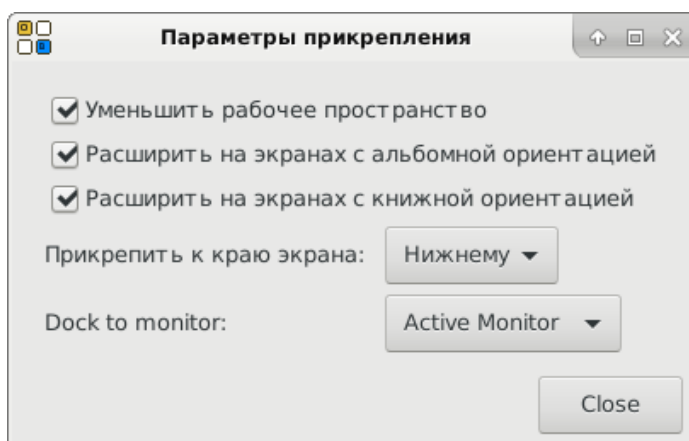 Параметры прикрепления
Уменьшить рабочее пространство
Расширить на экранах с альбомной ориентацией
Расширить на экранах с книжной ориентацией
Прикрепить к краю экрана: Нижнему
Dock to monitor: Active Monitor
Close